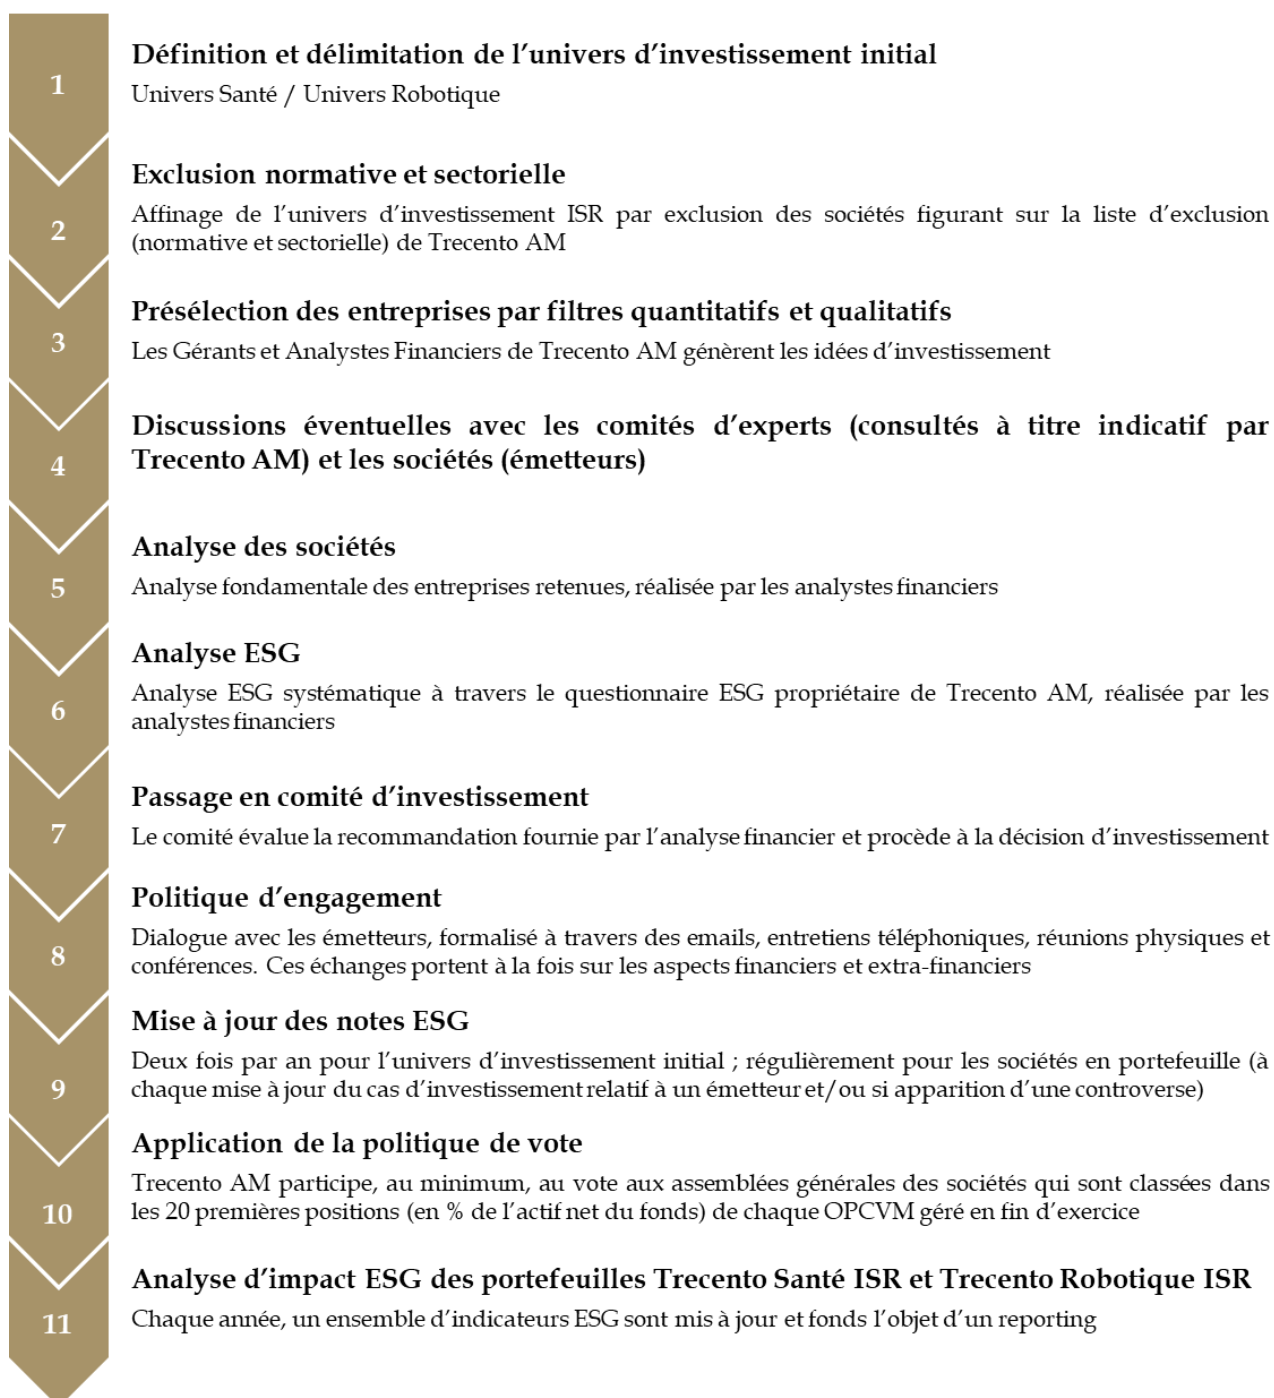 1
Définition et délimitation de l’univers d’investissement initial
Univers Santé / Univers Robotique
2
Exclusion normative et sectorielle
Affinage de l’univers d’investissement ISR par exclusion des sociétés figurant sur la liste d’exclusion
(normative et sectorielle) de Trecento AM
3
Présélection des entreprises par filtres quantitatifs et qualitatifs
Les Gérants et Analystes Financiers de Trecento AM génèrent les idées d’investissement
4
Discussions éventuelles avec les comités d’experts (consultés à titre indicatif par
Trecento AM) et les sociétés (émetteurs)
5
Analyse des sociétés
Analyse fondamentale des entreprises retenues, réalisée par les analystes financiers
6
Analyse ESG
Analyse ESG systématique à travers le questionnaire ESG propriétaire de Trecento AM, réalisée par les
analystes financiers
7
Passage en comité d’investissement
Le comité évalue la recommandation fournie par l’analyse financier et procède à la décision d’investissement
8
Politique d’engagement
Dialogue avec les émetteurs, formalisé à travers des emails, entretiens téléphoniques, réunions physiques et
conférences. Ces échanges portent à la fois sur les aspects financiers et extra-financiers
9
Mise à jour des notes ESG
Deux fois par an pour l’univers d’investissement initial ; régulièrement pour les sociétés en portefeuille (à
chaque mise à jour du cas d’investissement relatif à un émetteur et/ou si apparition d’une controverse)
10
Application de la politique de vote
Trecento AM participe, au minimum, au vote aux assemblées générales des sociétés qui sont classées dans
les 20 premières positions (en % de l’actif net du fonds) de chaque OPCVM géré en fin d’exercice
11
Analyse d’impact ESG des portefeuilles Trecento Santé ISR et Trecento Robotique ISR
Chaque année, un ensemble d’indicateurs ESG sont mis à jour et fonds l’objet d’un reporting